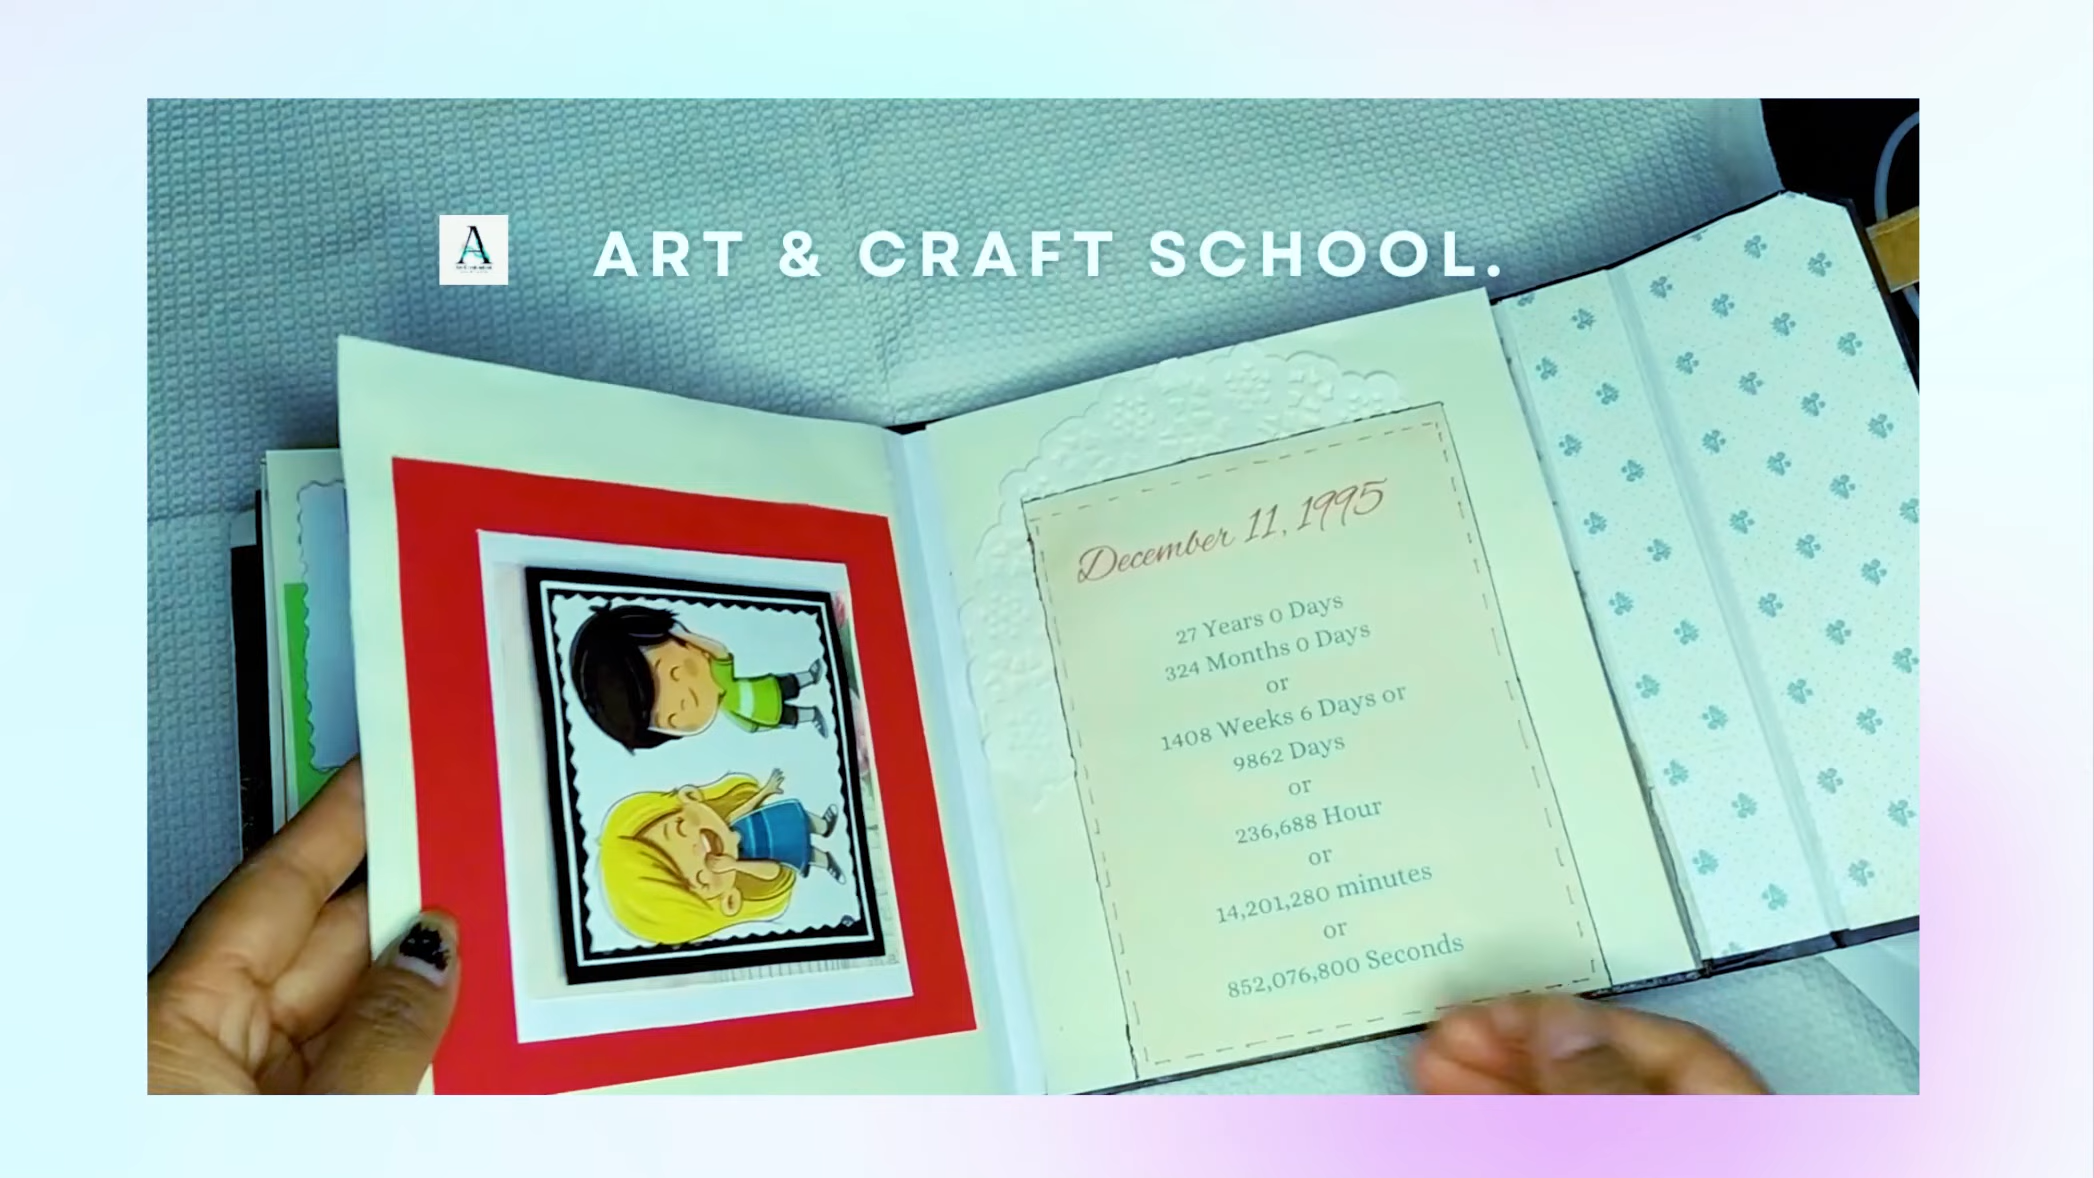 A
ART & CRAFT SCHOOL.
December 11, 1995
27 Years 0 Days
324 Months 0 Days
or
1408 Weeks 6 Days or
9862 Days
or
236,688 Hour
or
14,201,280 minutes
or
852,076,800 Seconds